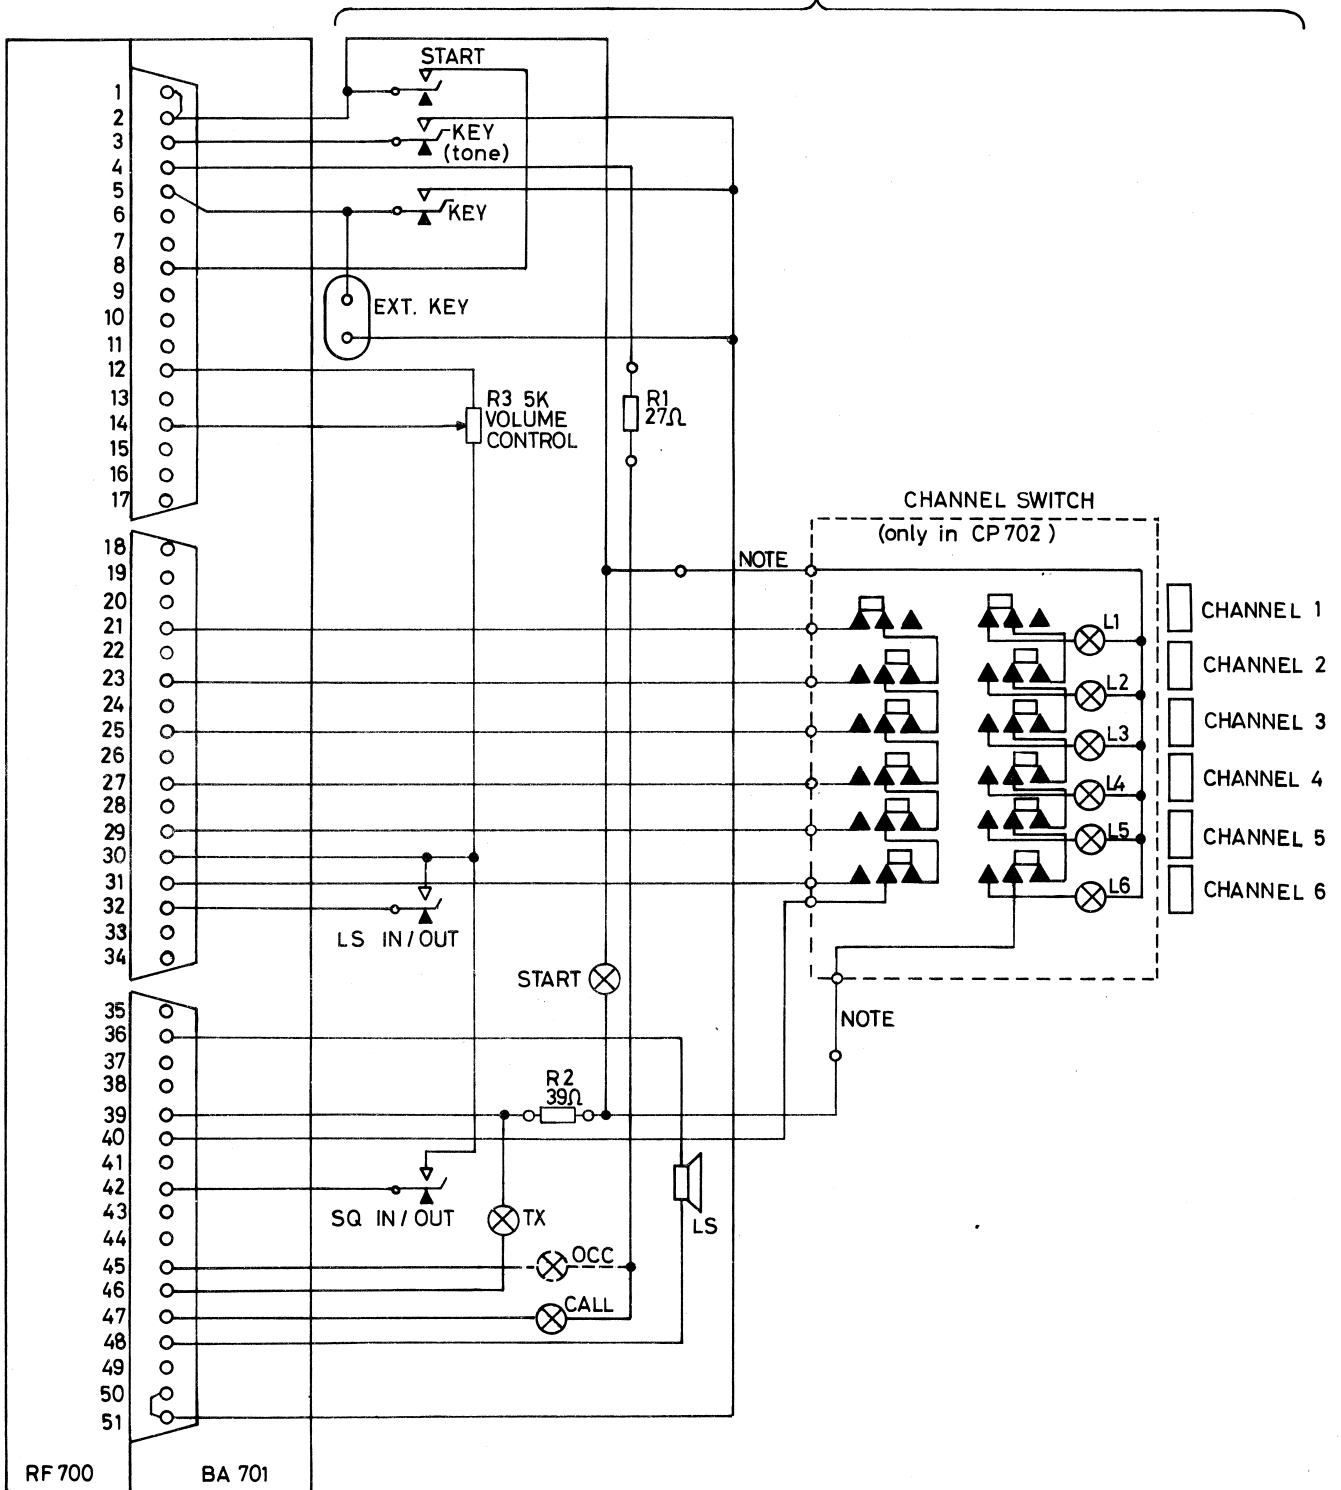 START
1
2
3
KEY
(tone)
4
5
6
KEY
7
8
9
EXT. KEY
10
11
12
13
R3 5K
VOLUME
CONTROL
R1
27Ω
14
15
16
17
CHANNEL SWITCH
(only in CP702)
18
19
NOTE
20
21
22
23
24
25
26
27
28
29
30
31
32
33
34
L1
L2
L3
L4
L5
L6
CHANNEL 1
CHANNEL 2
CHANNEL 3
CHANNEL 4
CHANNEL 5
CHANNEL 6
LS IN/OUT
START
NOTE
35
36
37
38
39
40
41
42
43
44
45
46
47
48
49
50
51
R2
39Ω
SQ IN/OUT
TX
LS
OCC
CALL
RF700
BA 701